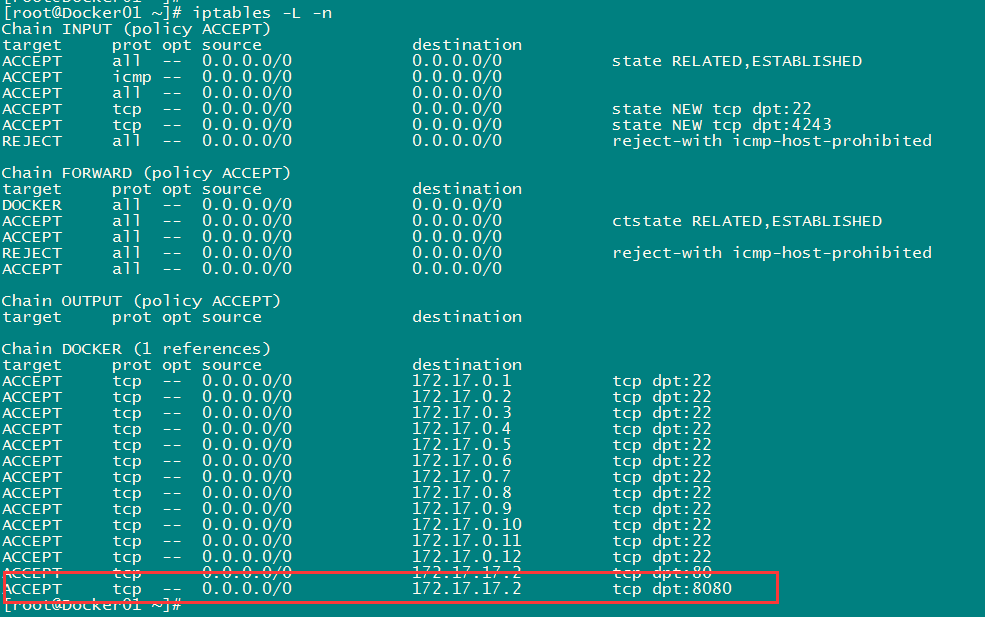 [root@Docker01 ~]#
[root@Docker01 ~]# iptables -L -n
Chain INPUT (policy ACCEPT)
target prot opt source destination
ACCEPT all -- 0.0.0.0/0 0.0.0.0/0 state RELATED,ESTABLISHED
ACCEPT icmp -- 0.0.0.0/0 0.0.0.0/0
ACCEPT all -- 0.0.0.0/0 0.0.0.0/0
ACCEPT tcp -- 0.0.0.0/0 0.0.0.0/0 state NEW tcp dpt:22
ACCEPT tcp -- 0.0.0.0/0 0.0.0.0/0 state NEW tcp dpt:4243
REJECT all -- 0.0.0.0/0 0.0.0.0/0 reject-with icmp-host-prohibited
Chain FORWARD (policy ACCEPT)
target prot opt source destination
DOCKER all -- 0.0.0.0/0 0.0.0.0/0
ACCEPT all -- 0.0.0.0/0 0.0.0.0/0 ctstate RELATED,ESTABLISHED
ACCEPT all -- 0.0.0.0/0 0.0.0.0/0
REJECT all -- 0.0.0.0/0 0.0.0.0/0 reject-with icmp-host-prohibited
ACCEPT all -- 0.0.0.0/0 0.0.0.0/0
Chain OUTPUT (policy ACCEPT)
target prot opt source destination
Chain DOCKER (1 references)
target prot opt source destination
ACCEPT tcp -- 0.0.0.0/0 172.17.0.1 tcp dpt:22
ACCEPT tcp -- 0.0.0.0/0 172.17.0.2 tcp dpt:22
ACCEPT tcp -- 0.0.0.0/0 172.17.0.3 tcp dpt:22
ACCEPT tcp -- 0.0.0.0/0 172.17.0.4 tcp dpt:22
ACCEPT tcp -- 0.0.0.0/0 172.17.0.5 tcp dpt:22
ACCEPT tcp -- 0.0.0.0/0 172.17.0.6 tcp dpt:22
ACCEPT tcp -- 0.0.0.0/0 172.17.0.7 tcp dpt:22
ACCEPT tcp -- 0.0.0.0/0 172.17.0.8 tcp dpt:22
ACCEPT tcp -- 0.0.0.0/0 172.17.0.9 tcp dpt:22
ACCEPT tcp -- 0.0.0.0/0 172.17.0.10 tcp dpt:22
ACCEPT tcp -- 0.0.0.0/0 172.17.0.11 tcp dpt:22
ACCEPT tcp -- 0.0.0.0/0 172.17.0.12 tcp dpt:22
ACCEPT tcp -- 0.0.0.0/0 172.17.17.2 tcp dpt:80
ACCEPT tcp -- 0.0.0.0/0 172.17.17.2 tcp dpt:8080
[root@Docker01 ~]#